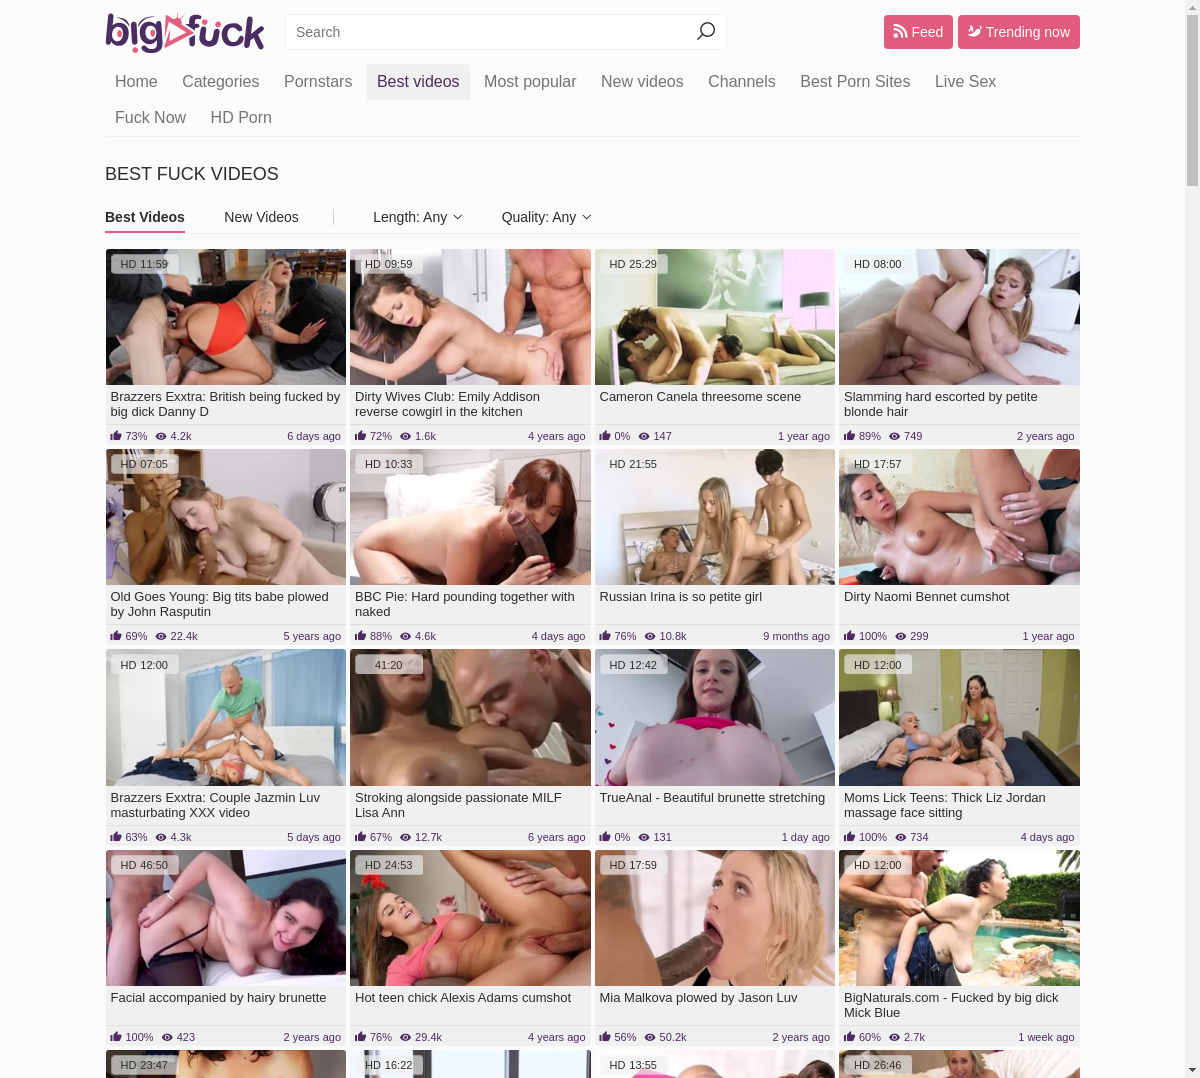 big fuck
Search
Feed
Trending now
Home Categories Pornstars Best videos Most popular New videos Channels Best Porn Sites Live Sex
Fuck Now HD Porn
BEST FUCK VIDEOS
Best Videos New Videos Length: Any Quality: Any
HD 11:59
HD 09:59
HD 25:29
HD 08:00
Brazzers Exxtra: British being fucked by
big dick Danny D
73% 4.2k 6 days ago
Dirty Wives Club: Emily Addison
reverse cowgirl in the kitchen
72% 1.6k 4 years ago
Cameron Canela threesome scene
0% 147 1 year ago
Slamming hard escorted by petite
blonde hair
89% 749 2 years ago
HD 07:05
HD 10:33
HD 21:55
HD 17:57
Old Goes Young: Big tits babe plowed
by John Rasputin
69% 22.4k 5 years ago
BBC Pie: Hard pounding together with
naked
88% 4.6k 4 days ago
Russian Irina is so petite girl
76% 10.8k 9 months ago
Dirty Naomi Bennet cumshot
100% 299 1 year ago
HD 12:00
41:20
HD 12:42
HD 12:00
Brazzers Exxtra: Couple Jazmin Luv
masturbating XXX video
63% 4.3k 5 days ago
Stroking alongside passionate MILF
Lisa Ann
67% 12.7k 6 years ago
TrueAnal - Beautiful brunette stretching
0% 131 1 day ago
Moms Lick Teens: Thick Liz Jordan
massage face sitting
100% 734 4 days ago
HD 46:50
HD 24:53
HD 17:59
HD 12:00
Facial accompanied by hairy brunette
100% 423 2 years ago
Hot teen chick Alexis Adams cumshot
76% 29.4k 4 years ago
Mia Malkova plowed by Jason Luv
56% 50.2k 2 years ago
BigNaturals.com - Fucked by big dick
Mick Blue
60% 2.7k 1 week ago
HD 23:47
HD 16:22
HD 13:55
HD 26:46